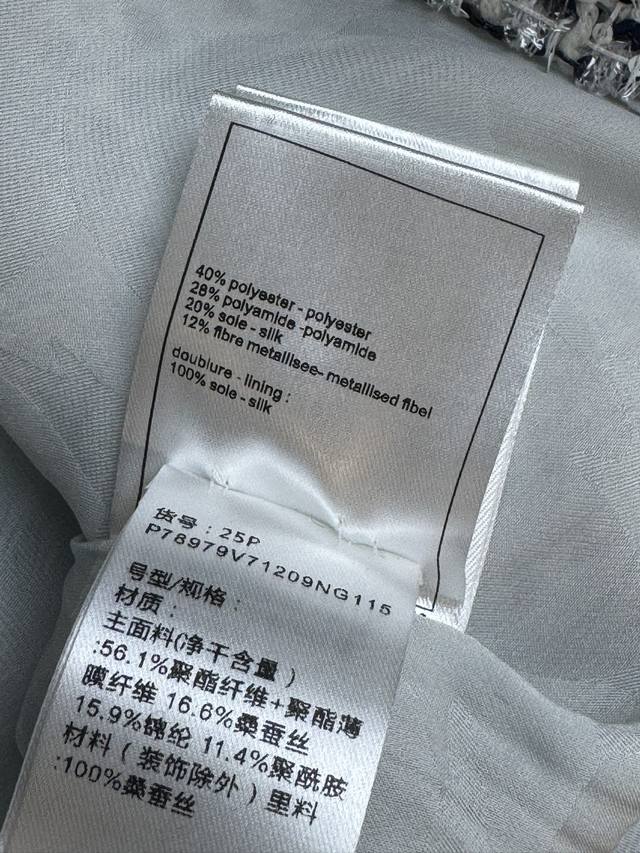 40% polyester - polyester
28% polyamide -polyamide
20% soie - silk
12% fibre metallisee- metallised fibel
doublure - lining :
100% soie - silk
货号：25P
P78979V71209NG115
号型/规格：
材质：
主面料(净干含量)
:56.1%聚酯纤维+聚酯薄
膜纤维 16.6%桑蚕丝
15.9%锦纶 11.4%聚酰胺
材料（装饰除外）里料
:100%桑蚕丝